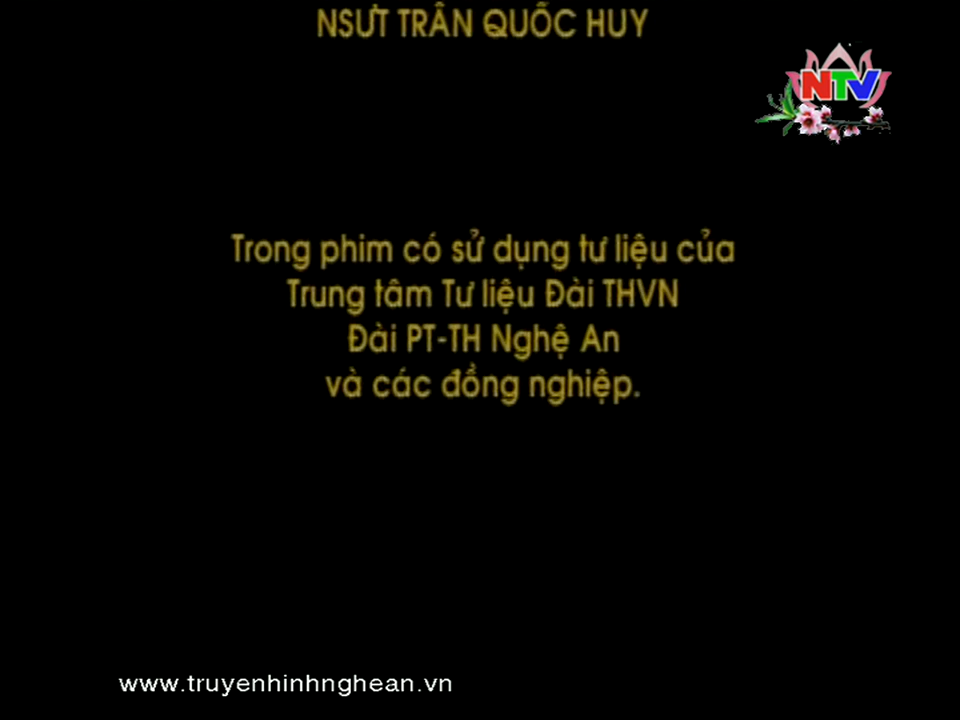 NSƯT TRẦN QUỐC HUY
NTV
Trong phim có sử dụng tư liệu của
Trung tâm Tư liệu Đài THVN
Đài PT-TH Nghệ An
và các đồng nghiệp.
www.truyenhinhnghean.vn